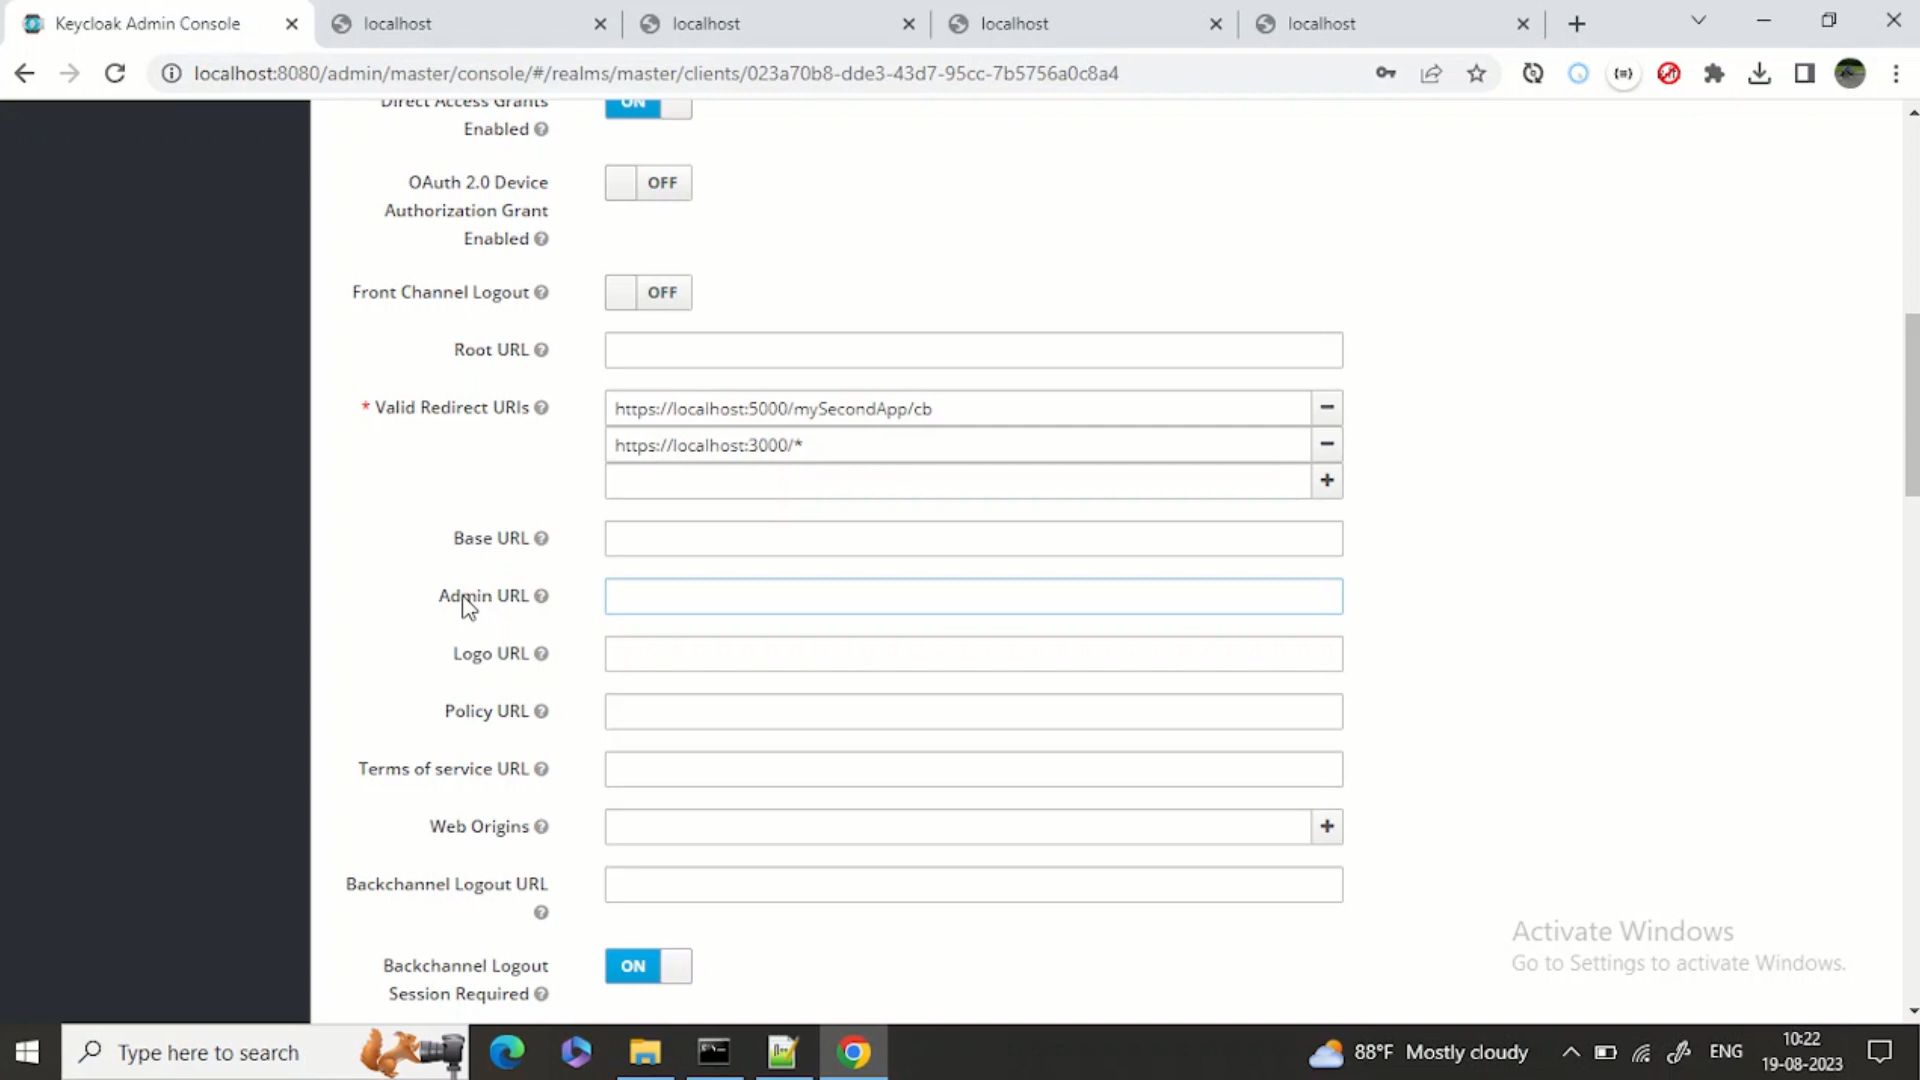 Keycloak Admin Console
localhost
localhost
localhost
localhost
localhost:8080/admin/master/console/#/realms/master/clients/023a70b8-dde3-43d7-95cc-7b5756a0c8a4
Direct Access Grants
Enabled
ON
OAuth 2.0 Device
Authorization Grant
Enabled
OFF
Front Channel Logout
OFF
Root URL
* Valid Redirect URIs
https://localhost:5000/mySecondApp/cb
https://localhost:3000/*
Base URL
Admin URL
Logo URL
Policy URL
Terms of service URL
Web Origins
Backchannel Logout URL
Backchannel Logout
Session Required
ON
Activate Windows
Go to Settings to activate Windows.
Type here to search
88°F Mostly cloudy
ENG
10:22
19-08-2023